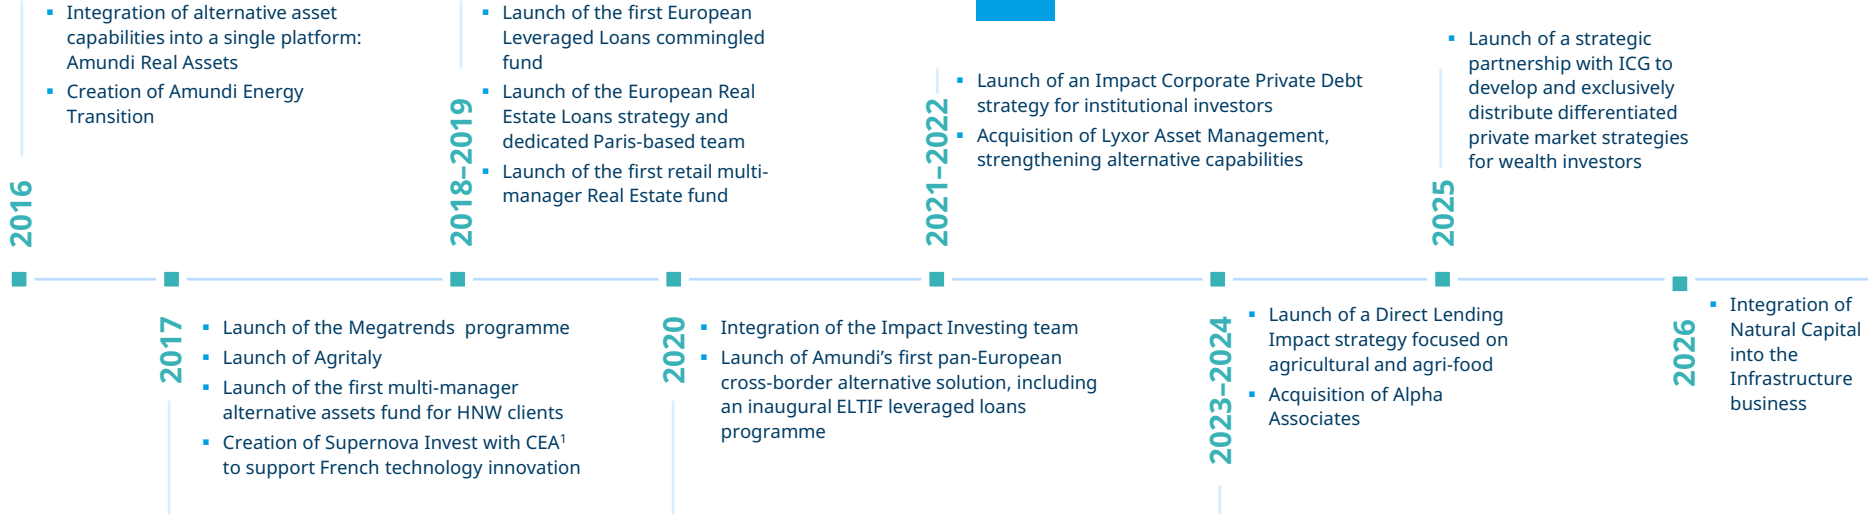 Integration of alternative asset
capabilities into a single platform:
Amundi Real Assets
Creation of Amundi Energy
Transition
2016
Launch of the first European
Leveraged Loans commingled
fund
Launch of the European Real
Estate Loans strategy and
dedicated Paris-based team
Launch of the first retail multi-
manager Real Estate fund
2018–2019
Launch of an Impact Corporate Private Debt
strategy for institutional investors
Acquisition of Lyxor Asset Management,
strengthening alternative capabilities
2021–2022
Launch of a strategic
partnership with ICG to
develop and exclusively
distribute differentiated
private market strategies
for wealth investors
2025
2017
Launch of the Megatrends  programme
Launch of Agritaly
Launch of the first multi-manager
alternative assets fund for HNW clients
Creation of Supernova Invest with CEA¹
to support French technology innovation
2020
Integration of the Impact Investing team
Launch of Amundi’s first pan-European
cross-border alternative solution, including
an inaugural ELTIF leveraged loans
programme
2023–2024
Launch of a Direct Lending
Impact strategy focused on
agricultural and agri-food
Acquisition of Alpha
Associates
2026
Integration of
Natural Capital
into the
Infrastructure
business